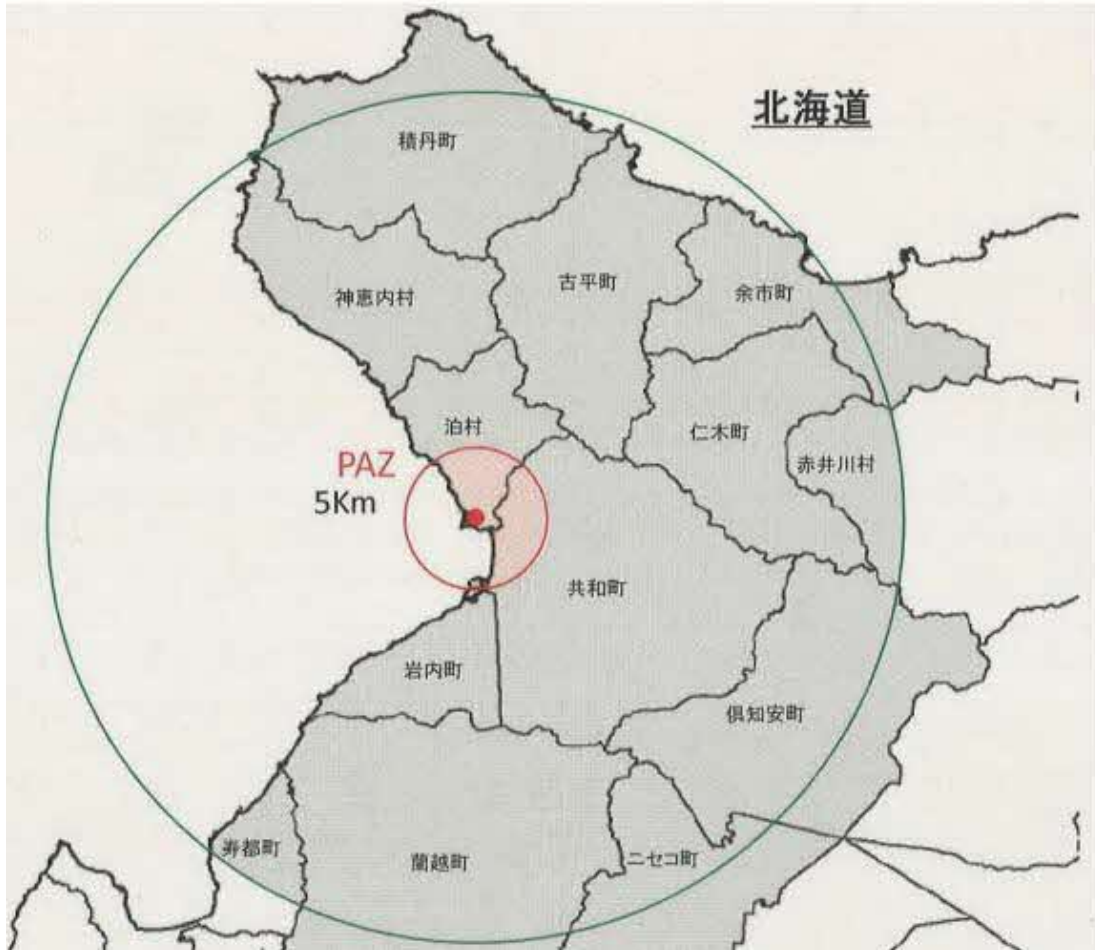 北海道
積丹町
神恵内村
古平町
余市町
泊村
仁木町
赤井川村
PAZ
5Km
共和町
岩内町
倶知安町
寿都町
蘭越町
ニセコ町